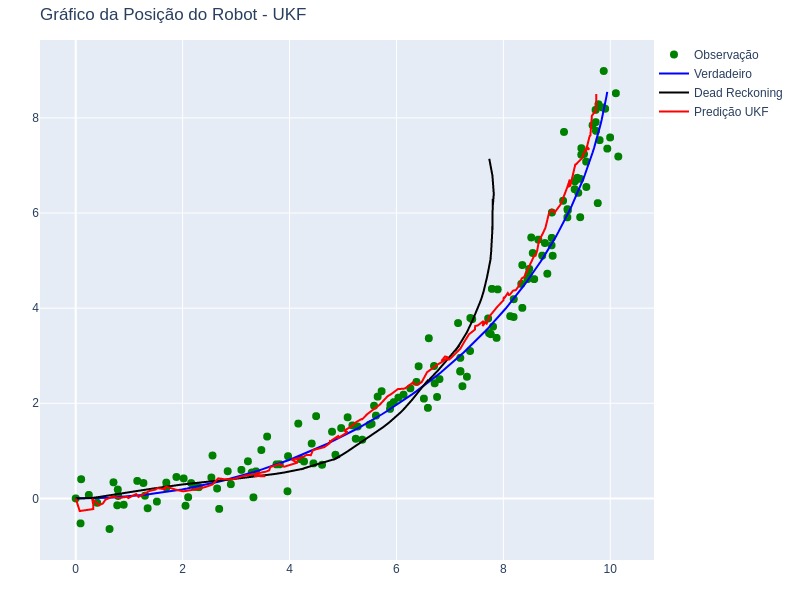 Gráfico da Posição do Robot - UKF
Observação
Verdadeiro
Dead Reckoning
Predição UKF
8
6
4
2
0
0 2 4 6 8 10